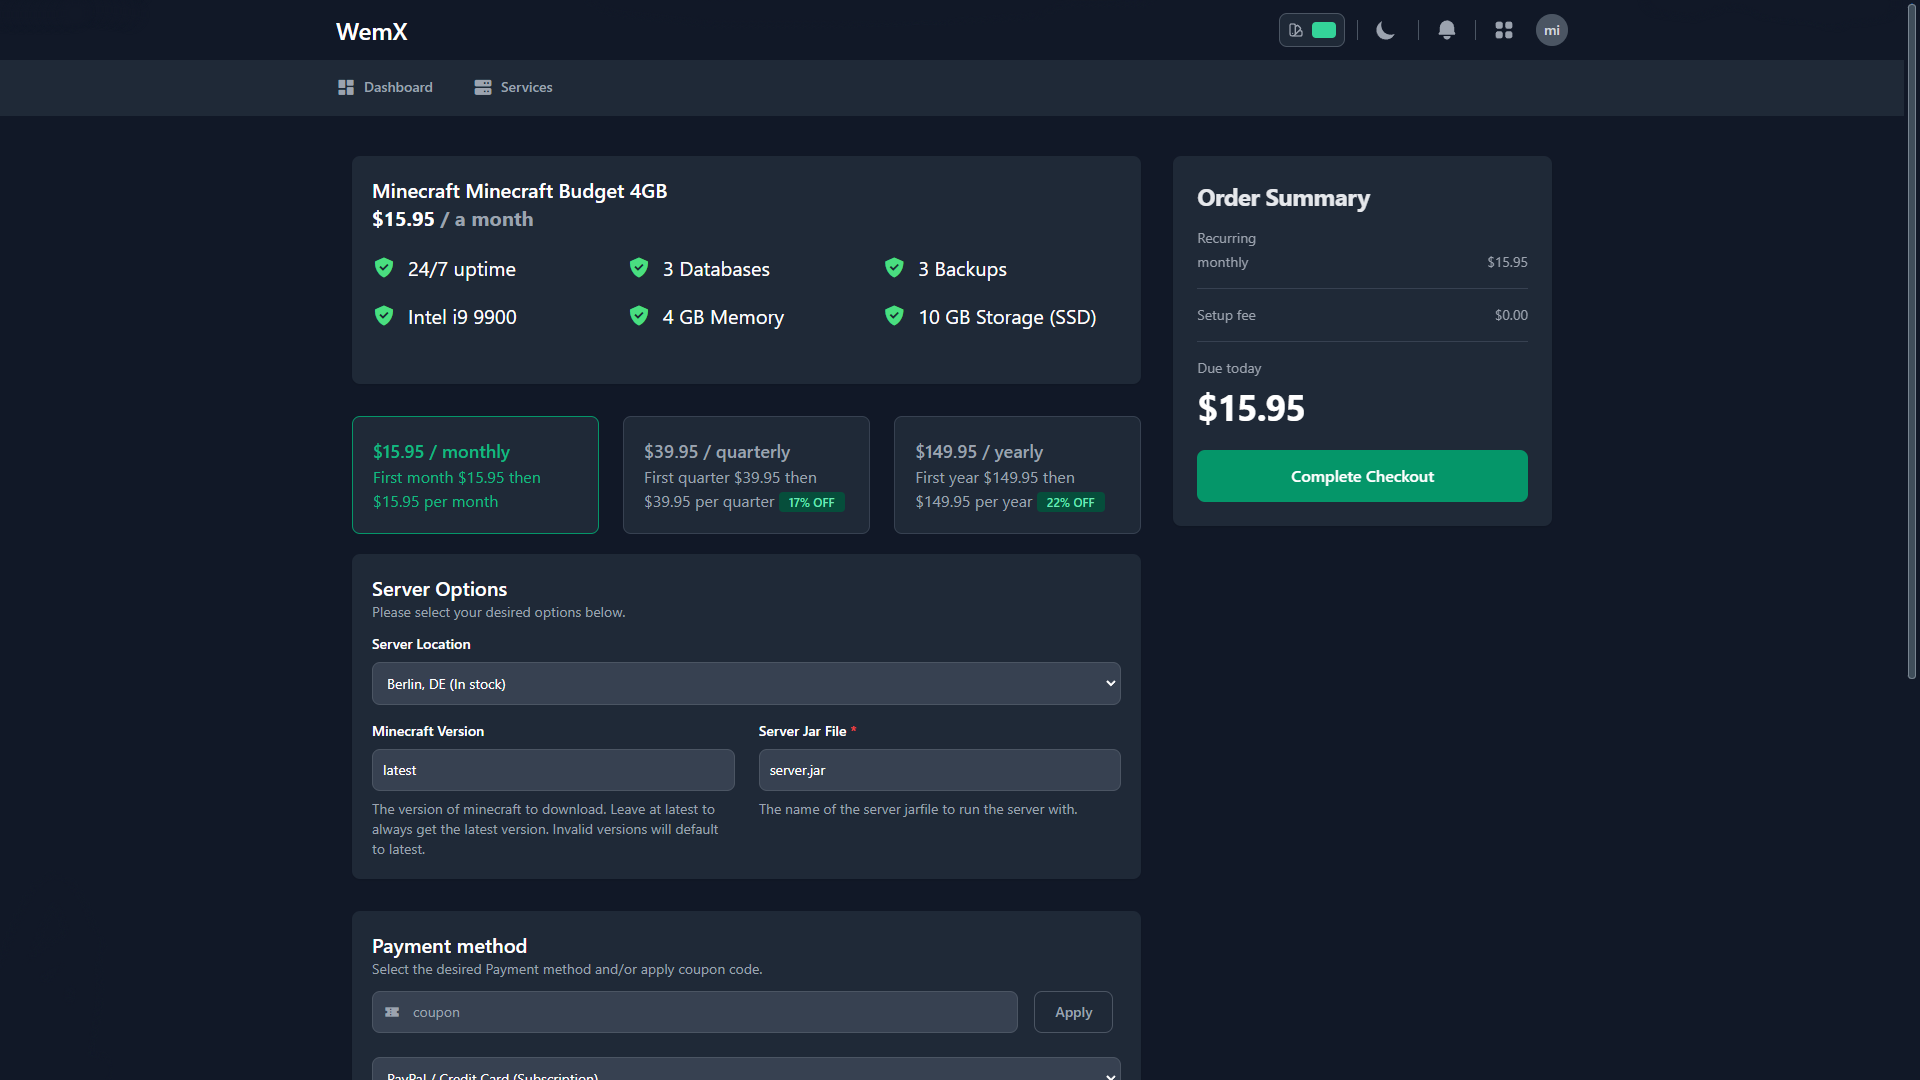 WemX
mi
Dashboard
Services
Minecraft Minecraft Budget 4GB
$15.95 / a month
24/7 uptime
3 Databases
3 Backups
Intel i9 9900
4 GB Memory
10 GB Storage (SSD)
$15.95 / monthly
First month $15.95 then
$15.95 per month
$39.95 / quarterly
First quarter $39.95 then
$39.95 per quarter 17% OFF
$149.95 / yearly
First year $149.95 then
$149.95 per year 22% OFF
Server Options
Please select your desired options below.
Server Location
Berlin, DE (In stock)
Minecraft Version
latest
The version of minecraft to download. Leave at latest to
always get the latest version. Invalid versions will default
to latest.
Server Jar File *
server.jar
The name of the server jarfile to run the server with.
Payment method
Select the desired Payment method and/or apply coupon code.
coupon
Apply
PayPal / Credit Card (Subscription)
Order Summary
Recurring
monthly $15.95
Setup fee $0.00
Due today
$15.95
Complete Checkout